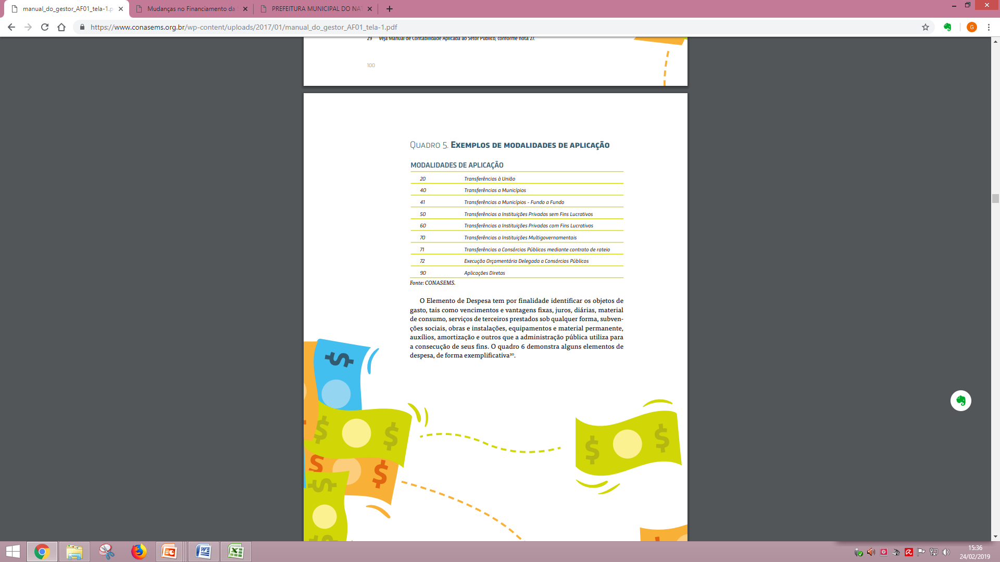 manual_do_gestor_AF01_tela-1.p
Mudanças no Financiamento da
PREFEITURA MUNICIPAL DO NAT
https://www.conasems.org.br/wp-content/uploads/2017/01/manual_do_gestor_AF01_tela-1.pdf
G
29 Veja Manual de Contabilidade Aplicada ao Setor Público, conforme nota 27.
100
Quadro 5. Exemplos de modalidades de aplicação
MODALIDADES DE APLICAÇÃO
20 Transferências à União
40 Transferências a Municípios
41 Transferências a Municípios - Fundo a Fundo
50 Transferências a Instituições Privadas sem Fins Lucrativos
60 Transferências a Instituições Privadas com Fins Lucrativos
70 Transferências a Instituições Multigovernamentais
71 Transferências a Consórcios Públicos mediante contrato de rateio
72 Execução Orçamentária Delegada a Consórcios Públicos
90 Aplicações Diretas
Fonte: CONASEMS.
O Elemento de Despesa tem por finalidade identificar os objetos de
gasto, tais como vencimentos e vantagens fixas, juros, diárias, material
de consumo, serviços de terceiros prestados sob qualquer forma, subven-
ções sociais, obras e instalações, equipamentos e material permanente,
auxílios, amortização e outros que a administração pública utiliza para
a consecução de seus fins. O quadro 6 demonstra alguns elementos de
despesa, de forma exemplificativa³⁰.
15:36
24/02/2019